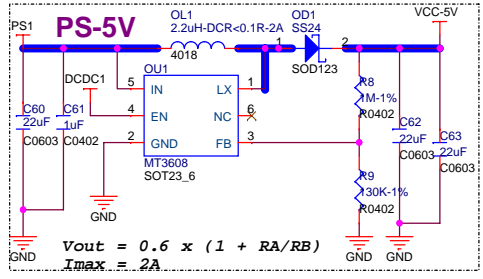 PS1
PS-5V
OL1
2.2uH-DCR<0.1R-2A
4018
OD1
SS24
1
2
SOD123
VCC-5V
DCDC1
OU1
5
IN
LX
1
4
EN
NC
6
2
GND
FB
3
MT3608
SOT23_6
C60
22uF
C0603
C61
1uF
C0402
R8
1M-1%
R0402
R9
130K-1%
R0402
C62
22uF
C0603
C63
22uF
C0603
GND
GND
GND
GND
Vout = 0.6 x (1 + RA/RB)
Imax = 2A